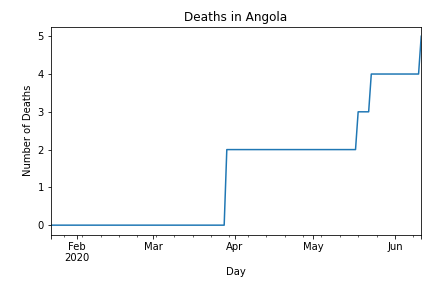 Deaths in Angola
Number of Deaths
5
4
3
2
1
0
Feb
2020
Mar
Apr
May
Jun
Day